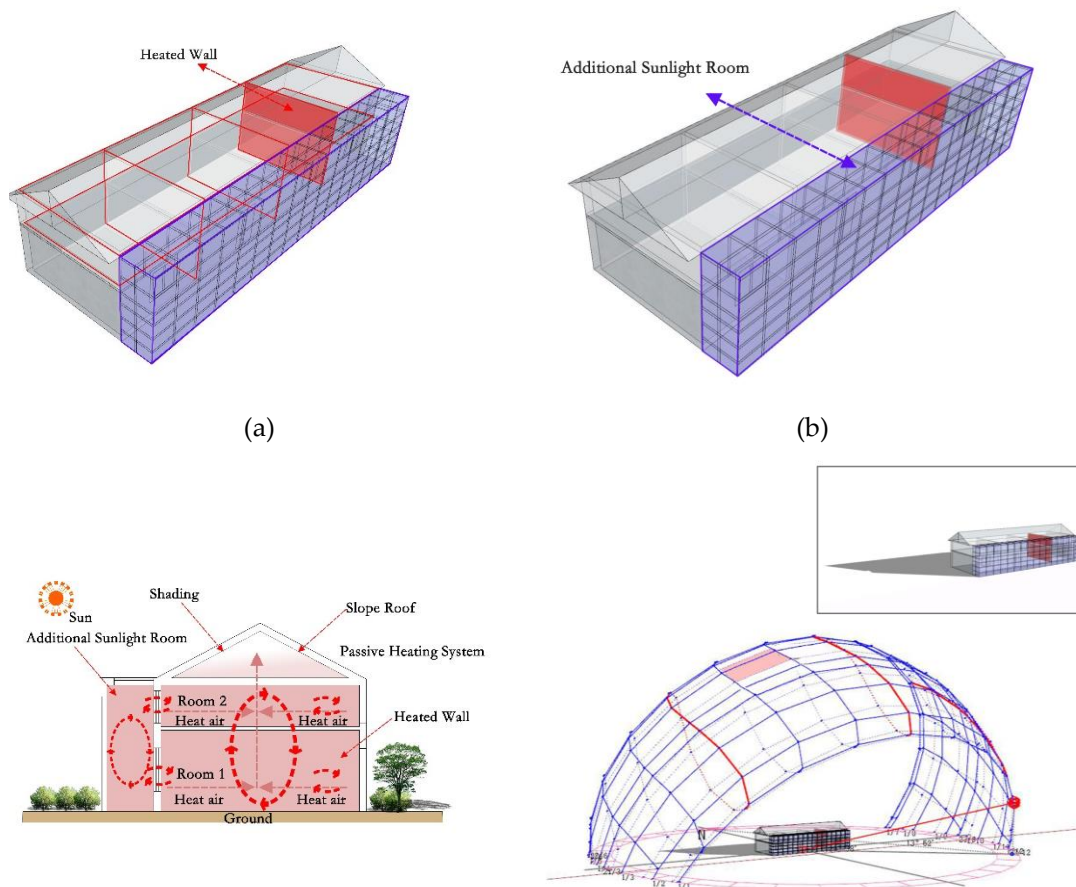 Heated Wall
Additional Sunlight Room
(a)
(b)
Sun
Additional Sunlight Room
Shading
Slope Roof
Passive Heating System
Room 2
Heat air
Heat air
Heated Wall
Room 1
Heat air
Heat air
Ground
N